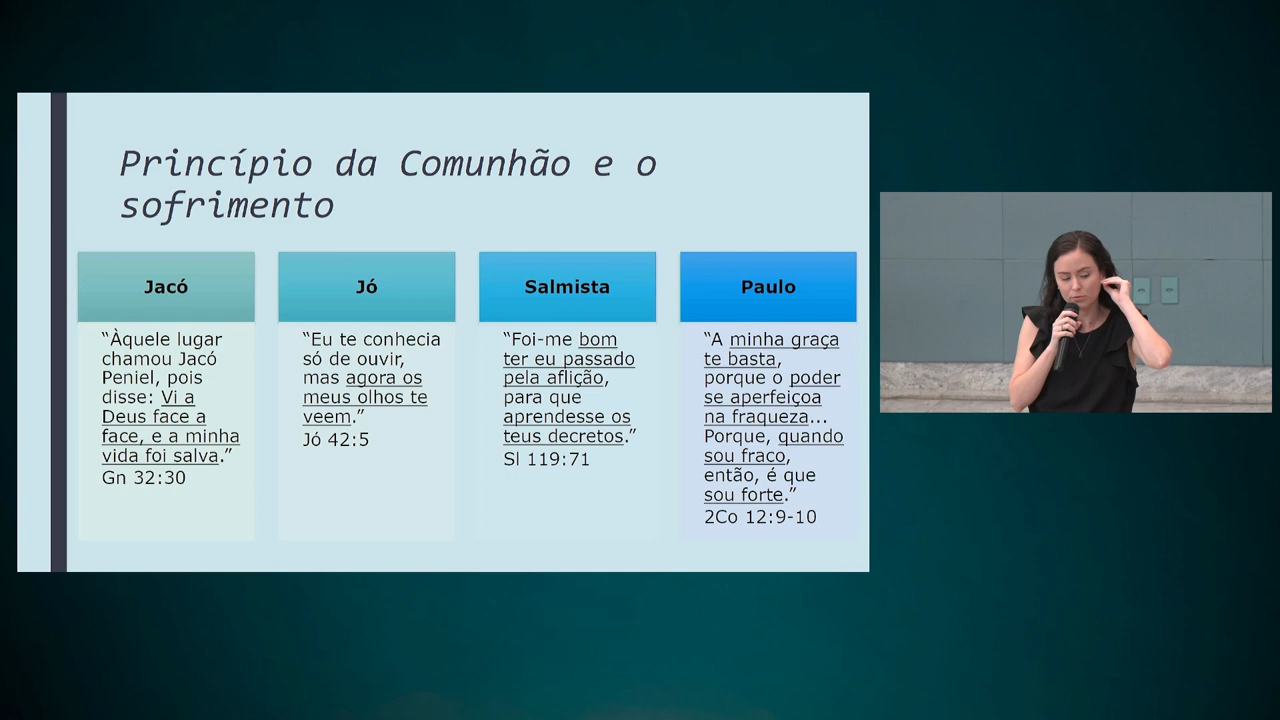 Princípio da Comunhão e o
sofrimento
Jacó
“Àquele lugar
chamou Jacó
Peniel, pois
disse: Vi a
Deus face a
face, e a minha
vida foi salva.”
Gn 32:30
Jó
“Eu te conhecia
só de ouvir,
mas agora os
meus olhos te
veem.”
Jó 42:5
Salmista
“Foi-me bom
ter eu passado
pela aflição,
para que
aprendesse os
teus decretos.”
Sl 119:71
Paulo
“A minha graça
te basta,
porque o poder
se aperfeiçoa
na fraqueza...
Porque, quando
sou fraco,
então, é que
sou forte.”
2Co 12:9-10